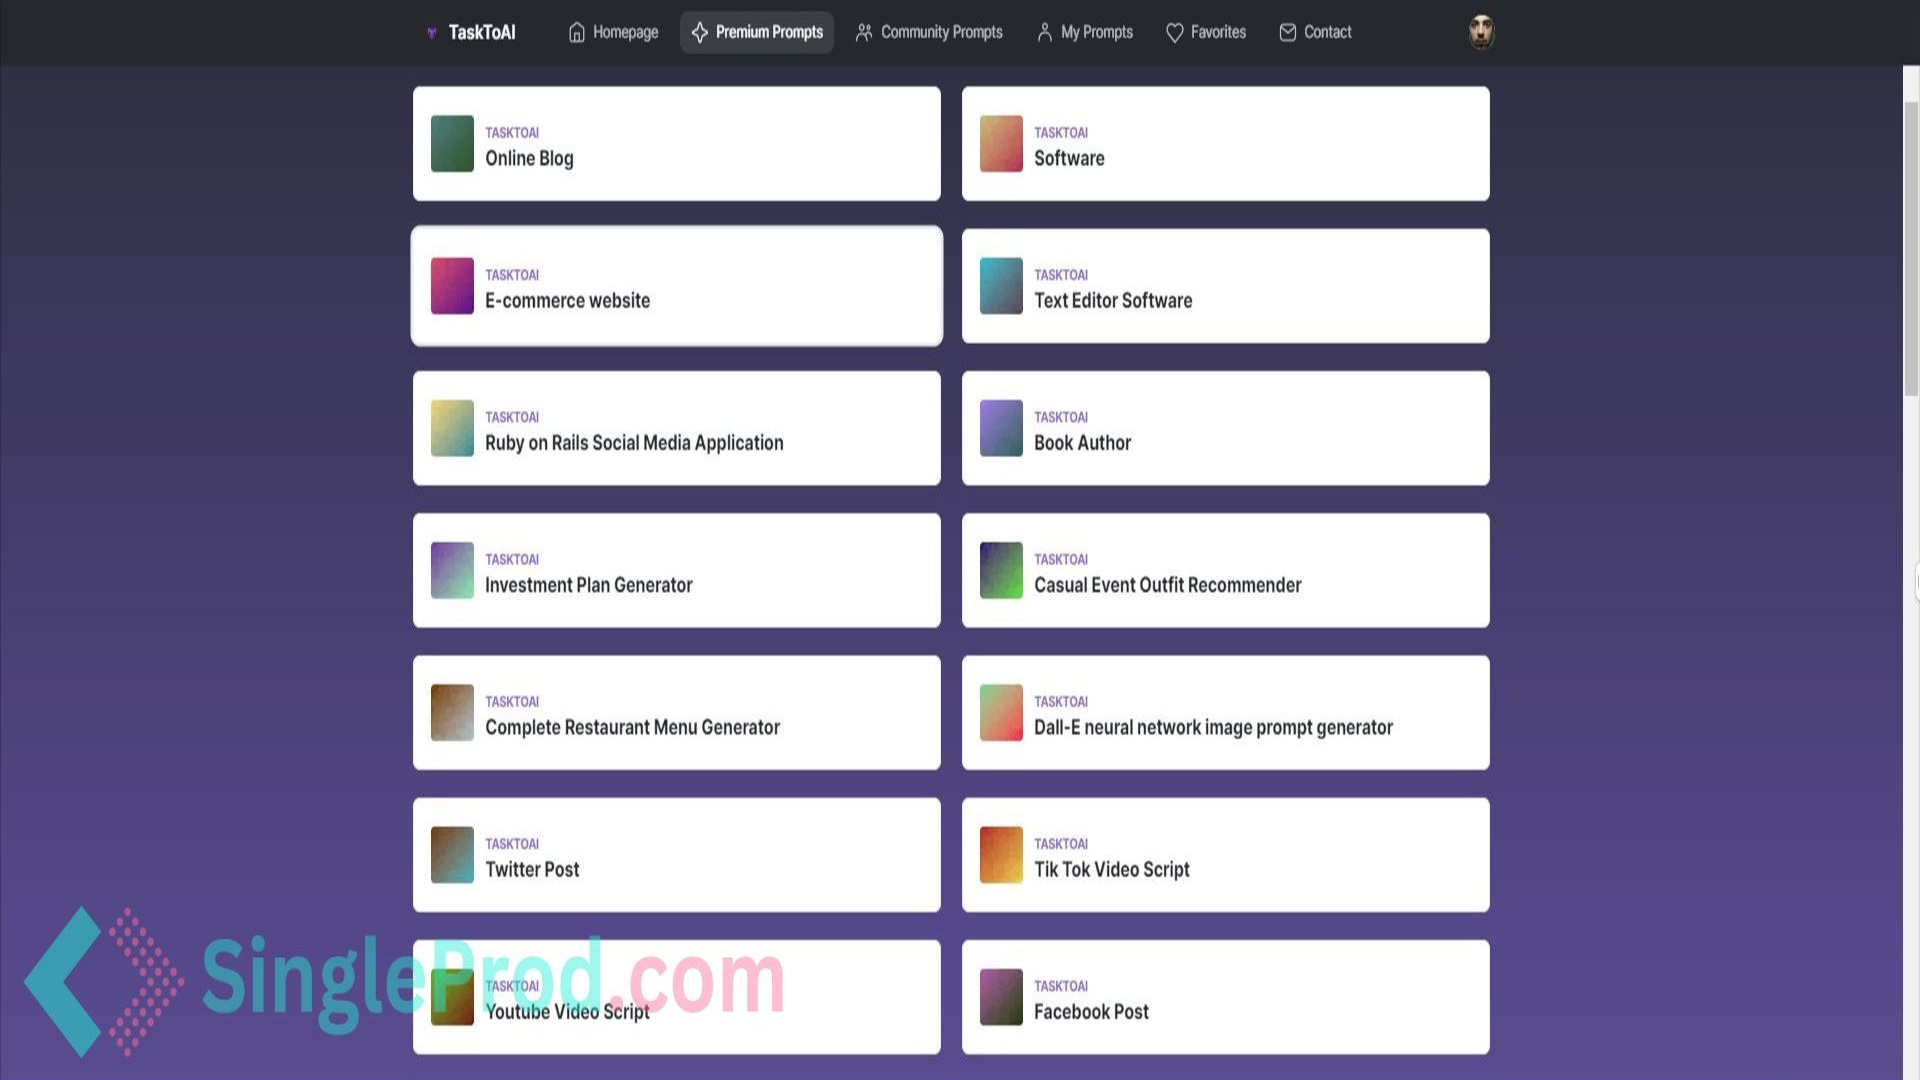 TaskToAI
Homepage
Premium Prompts
Community Prompts
My Prompts
Favorites
Contact
TASKTOAI
Online Blog
TASKTOAI
Software
TASKTOAI
E-commerce website
TASKTOAI
Text Editor Software
TASKTOAI
Ruby on Rails Social Media Application
TASKTOAI
Book Author
TASKTOAI
Investment Plan Generator
TASKTOAI
Casual Event Outfit Recommender
TASKTOAI
Complete Restaurant Menu Generator
TASKTOAI
Dall-E neural network image prompt generator
TASKTOAI
Twitter Post
TASKTOAI
Tik Tok Video Script
TASKTOAI
Youtube Video Script
TASKTOAI
Facebook Post
SingleProd.com